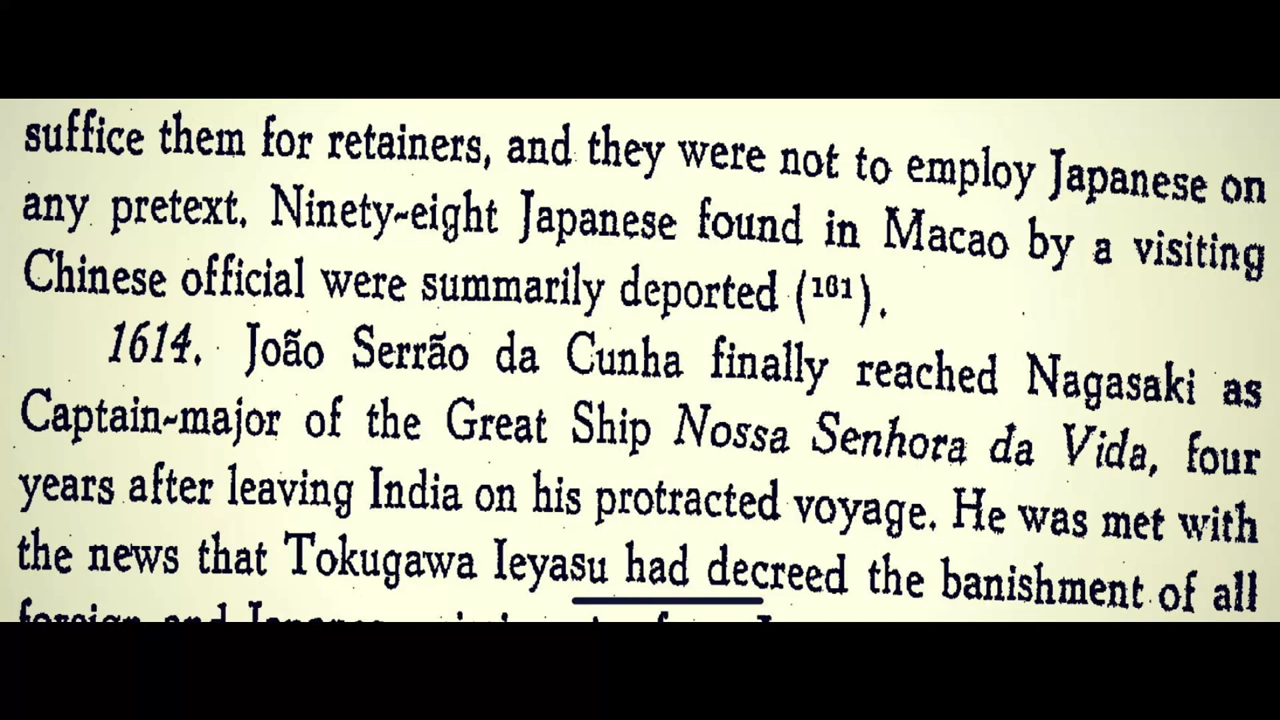 suffice them for retainers, and they were not to employ Japanese on
any pretext. Ninety-eight Japanese found in Macao by a visiting
Chinese official were summarily deported (161).
1614. João Serrão da Cunha finally reached Nagasaki as
Captain-major of the Great Ship Nossa Senhora da Vida, four
years after leaving India on his protracted voyage. He was met with
the news that Tokugawa Ieyasu had decreed the banishment of all
foreign and